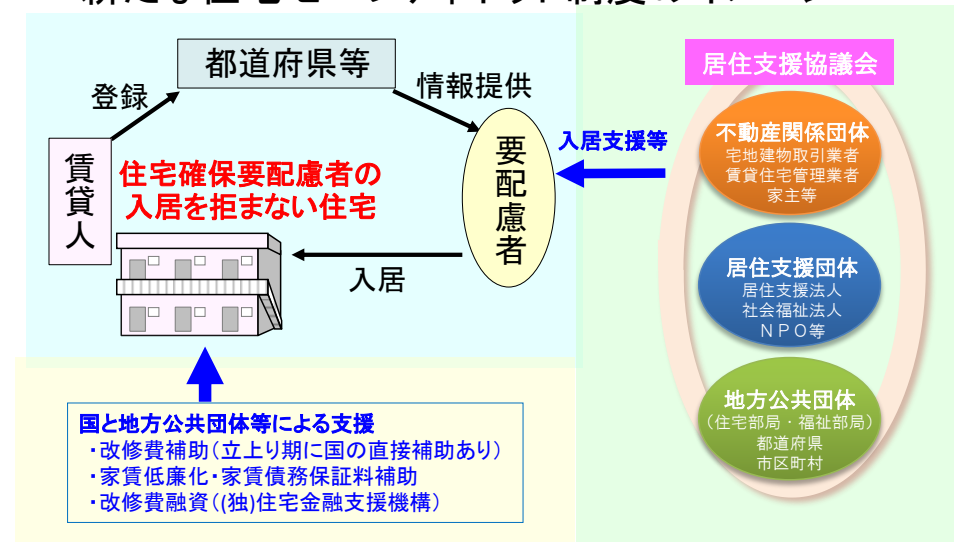 都道府県等
登録
情報提供
賃貸人
住宅確保要配慮者の
入居を拒まない住宅
要配慮者
入居
入居支援等
居住支援協議会
不動産関係団体
宅地建物取引業者
賃貸住宅管理業者
家主等
居住支援団体
居住支援法人
社会福祉法人
ＮＰＯ等
地方公共団体
（住宅部局・福祉部局）
都道府県
市区町村
国と地方公共団体等による支援
・改修費補助（立上り期に国の直接補助あり）
・家賃低廉化・家賃債務保証料補助
・改修費融資（(独)住宅金融支援機構）